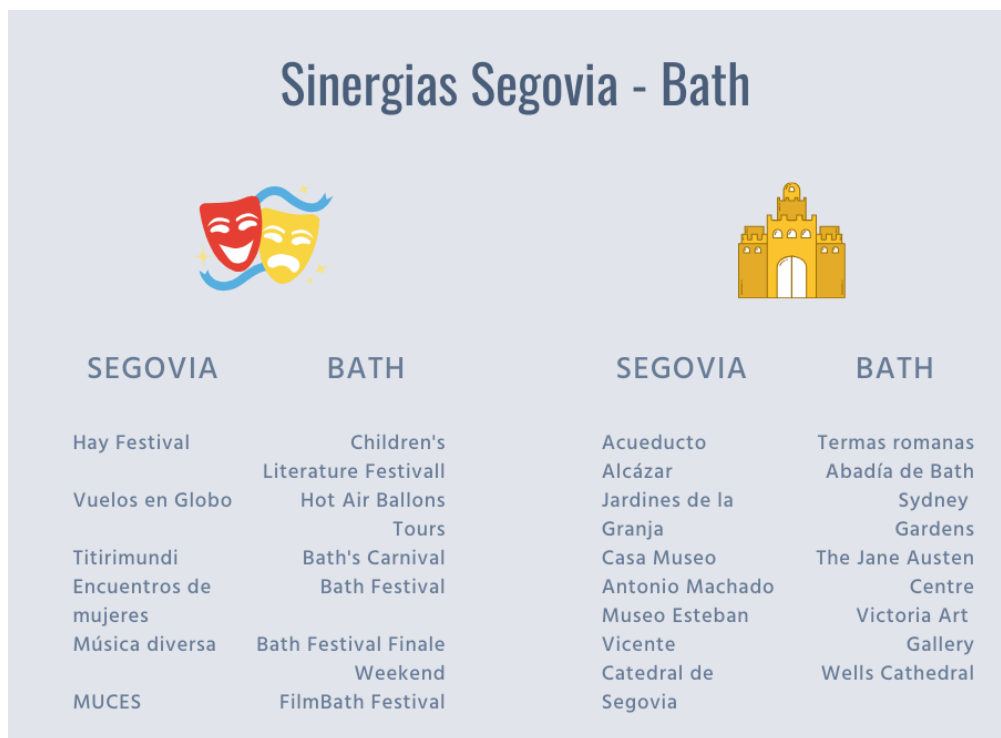 Sinergias Segovia - Bath
SEGOVIA
Hay Festival
Vuelos en Globo
Titirimundi
Encuentros de
mujeres
Música diversa
MUCES
BATH
Children's
Literature Festivall
Hot Air Ballons
Tours
Bath's Carnival
Bath Festival
Bath Festival Finale
Weekend
FilmBath Festival
SEGOVIA
Acueducto
Alcázar
Jardines de la
Granja
Casa Museo
Antonio Machado
Museo Esteban
Vicente
Catedral de
Segovia
BATH
Termas romanas
Abadía de Bath
Sydney
Gardens
The Jane Austen
Centre
Victoria Art
Gallery
Wells Cathedral